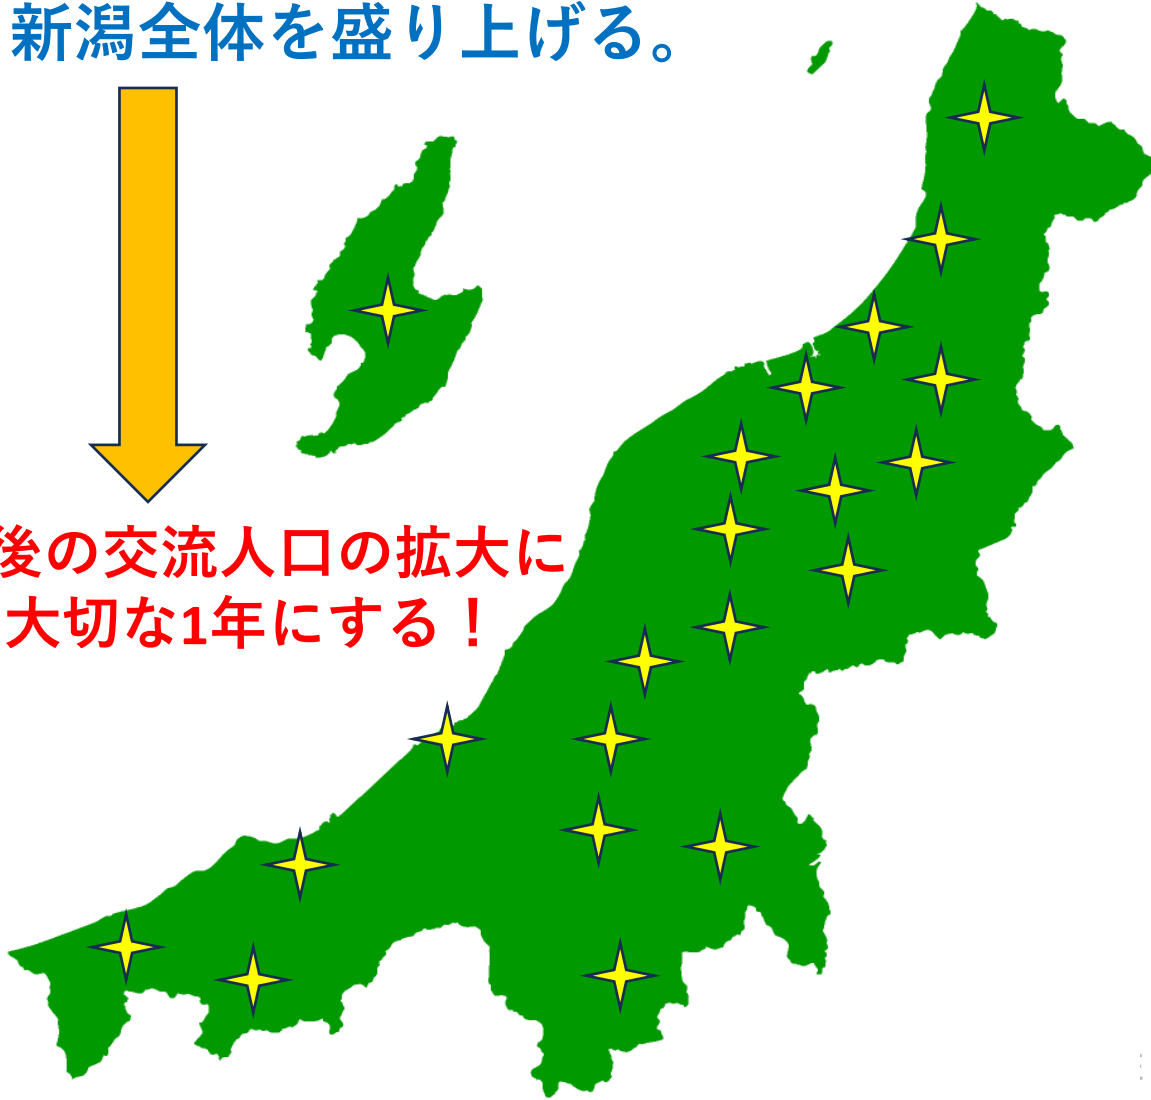 新潟全体を盛り上げる。
後の交流人口の拡大に
大切な1年にする！